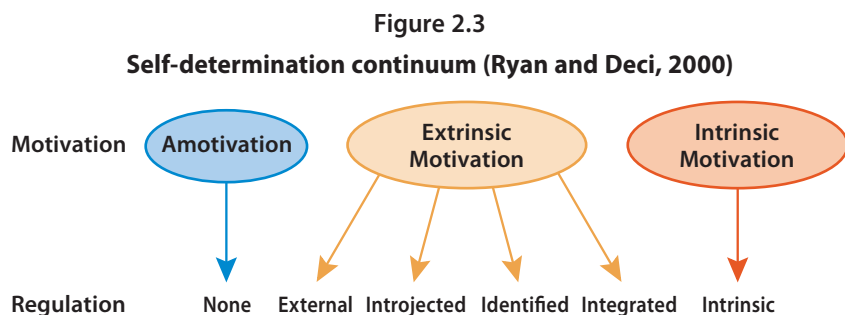 Figure 2.3
Self-determination continuum (Ryan and Deci, 2000)
Motivation
Amotivation
Extrinsic
Motivation
Intrinsic
Motivation
Regulation
None
External
Introjected
Identified
Integrated
Intrinsic